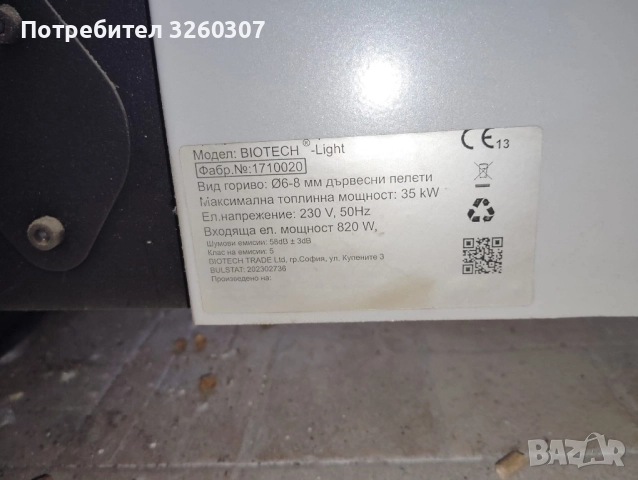 Потребител 3260307
Модел: BIOTECH®-Light
Фабр.№:1710020
Вид гориво: Ø6-8 мм дървесни пелети
Максимална топлинна мощност: 35 kW
Ел.напрежение: 230 V, 50Hz
Входяща ел. мощност 820 W,
Шумови емисии: 58dB ± 3dB
Клас на емисии: 5
BIOTECH TRADE Ltd, гр.София, ул. Купените 3
BULSTAT: 202302736
Произведено на:
CE 13
BAZAR